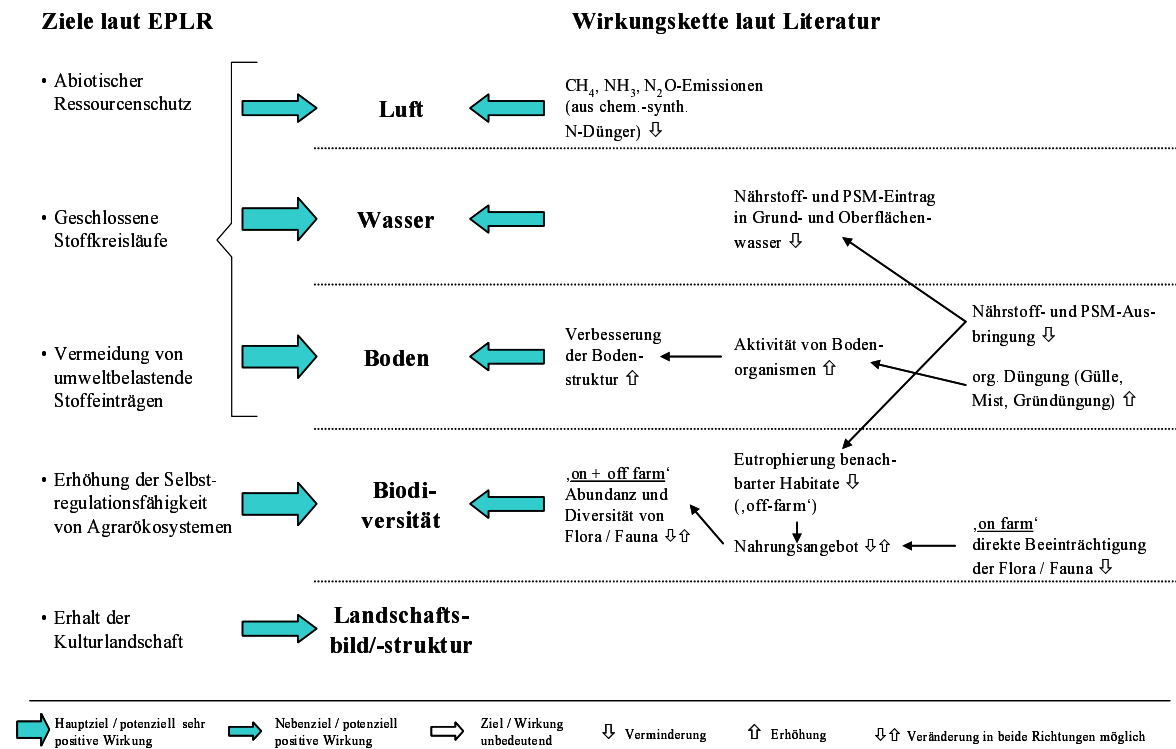 Ziele laut EPLR
Wirkungskette laut Literatur
• Abiotischer
Ressourcenschutz
Luft
CH₄, NH₃, N₂O-Emissionen
(aus chem.-synth.
N-Dünger) ⇩
• Geschlossene
Stoffkreisläufe
Wasser
Nährstoff- und PSM-Eintrag
in Grund- und Oberflächen-
wasser ⇩
• Vermeidung von
umweltbelastende
Stoffeinträgen
Boden
Verbesserung
der Boden-
struktur ⇧
Aktivität von Boden-
organismen ⇧
Nährstoff- und PSM-Aus-
bringung ⇩
org. Düngung (Gülle,
Mist, Gründüngung) ⇧
• Erhöhung der Selbst-
regulationsfähigkeit
von Agrarökosystemen
Biodi-
versität
‚on + off farm‘
Abundanz und
Diversität von
Flora / Fauna ⇩⇧
Eutrophierung benach-
barter Habitate ⇩
(‚off-farm‘)
Nahrungsangebot ⇩⇧
‚on farm‘
direkte Beeinträchtigung
der Flora / Fauna ⇩
• Erhalt der
Kulturlandschaft
Landschafts-
bild/-struktur
Hauptziel / potenziell sehr
positive Wirkung
Nebenziel / potenziell
positive Wirkung
Ziel / Wirkung
unbedeutend
⇩ Verminderung
⇧ Erhöhung
⇩⇧ Veränderung in beide Richtungen möglich